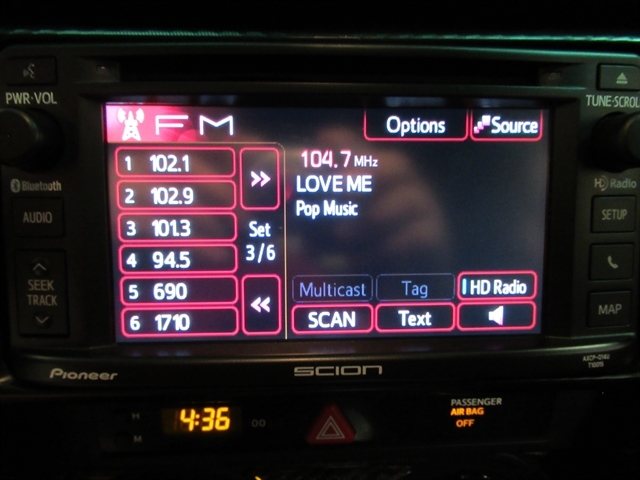 PWR·VOL
TUNE·SCROL
FM
Options
Source
1 102.1
2 102.9
3 101.3
4 94.5
5 690
6 1710
Set
3/6
104.7 MHz
LOVE ME
Pop Music
Multicast
Tag
HD Radio
SCAN
Text
Bluetooth
AUDIO
SEEK
TRACK
HD Radio
SETUP
MAP
Pioneer
SCION
H
M
4:36
:00
PASSENGER
AIR BAG
OFF